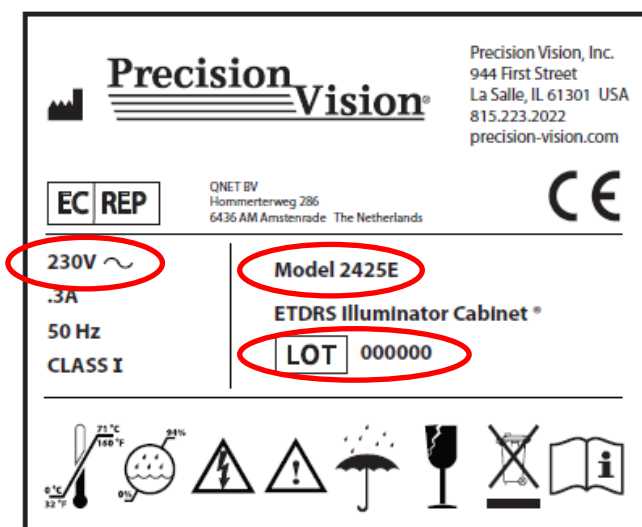 Precision Vision®
Precision Vision, Inc.
944 First Street
La Salle, IL 61301 USA
815.223.2022
precision-vision.com
EC REP
QNET BV
Hommerterweg 286
6436 AM Amstenrade The Netherlands
CE
230V ~
.3A
50 Hz
CLASS I
Model 2425E
ETDRS Illuminator Cabinet ®
LOT 000000
71 °C
160 °F
0 °C
32 °F
94%
0%
i